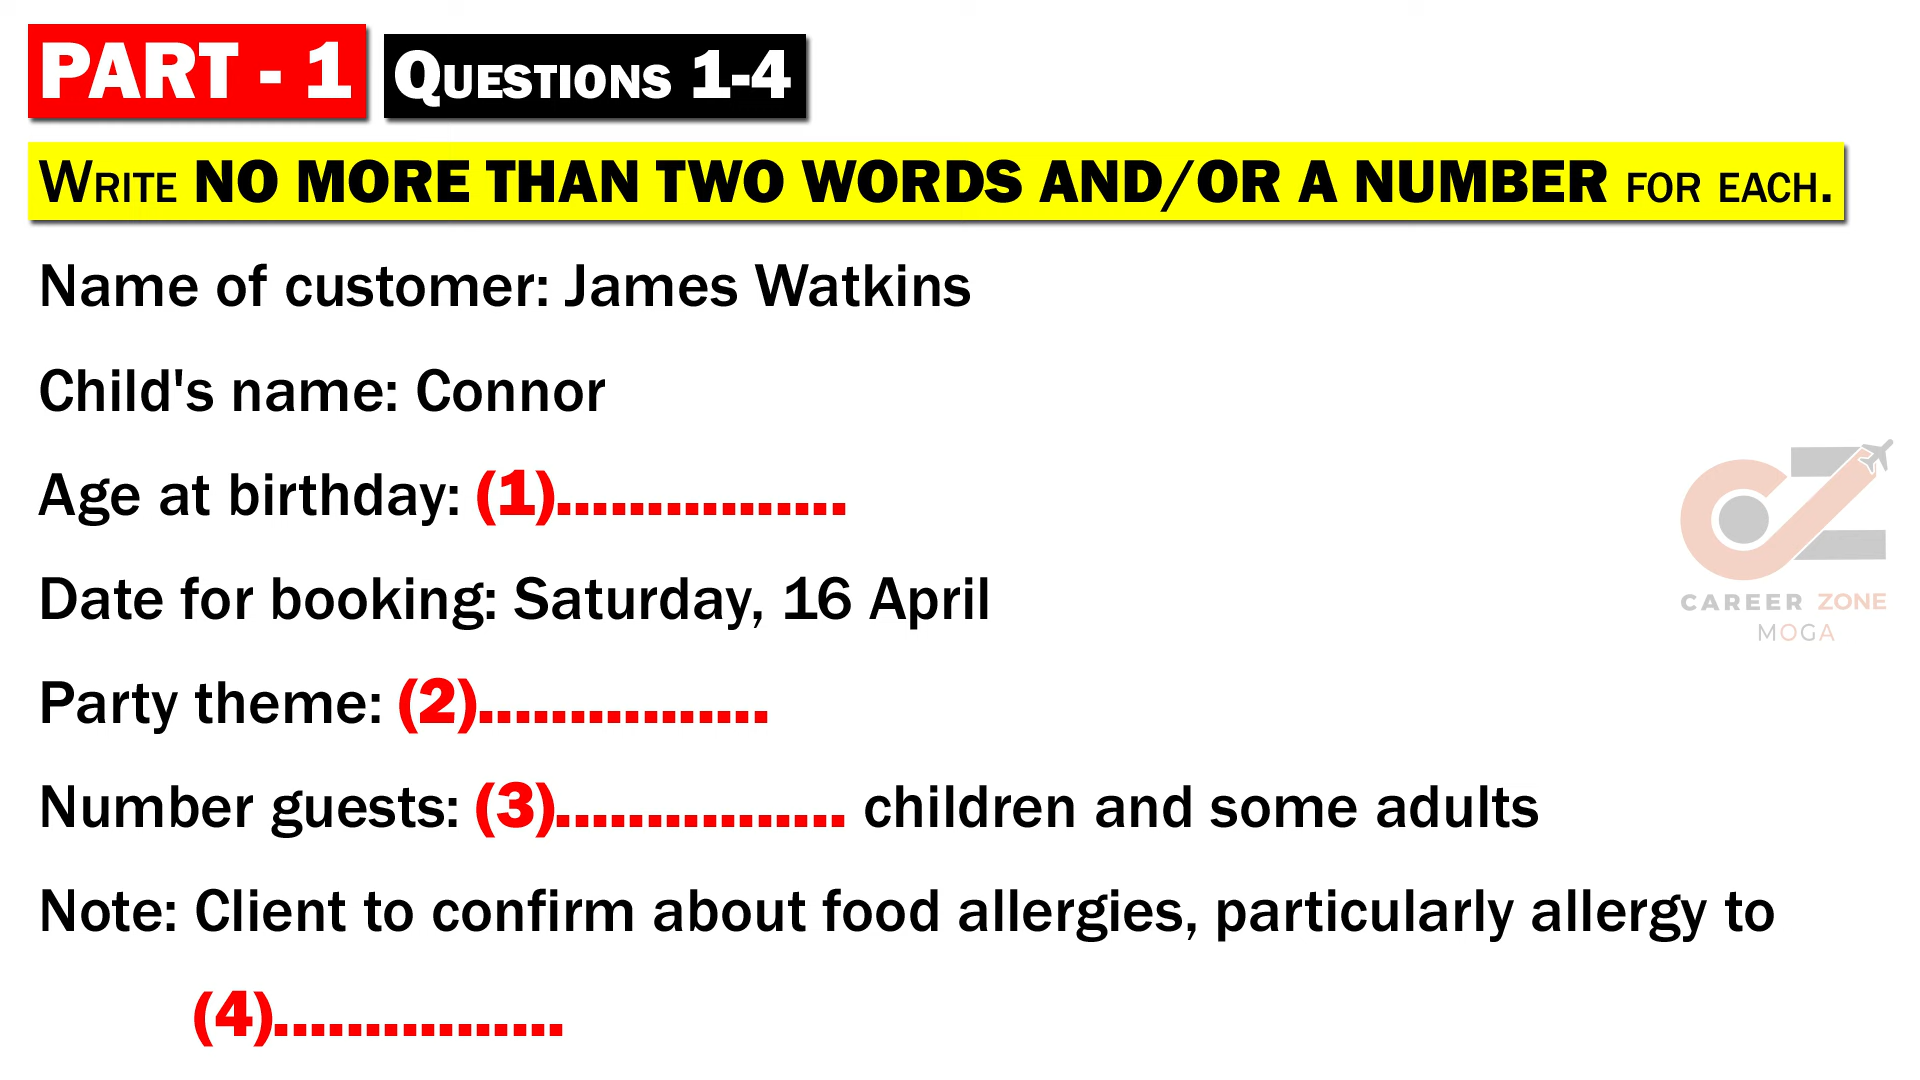 PART - 1 QUESTIONS 1-4
WRITE NO MORE THAN TWO WORDS AND/OR A NUMBER FOR EACH.
Name of customer: James Watkins
Child's name: Connor
Age at birthday: (1)................
Date for booking: Saturday, 16 April
Party theme: (2)................
Number guests: (3)................ children and some adults
Note: Client to confirm about food allergies, particularly allergy to
(4)................
CAREER ZONE
MOGA